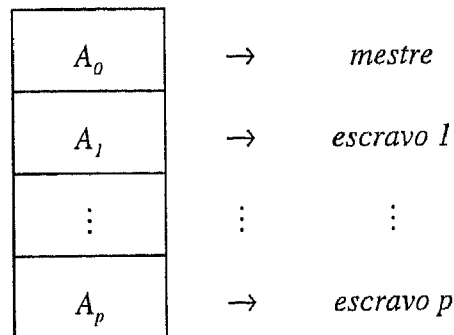 A₀ → mestre
A₁ → escravo 1
⋮ ⋮ ⋮
Aₚ → escravo p